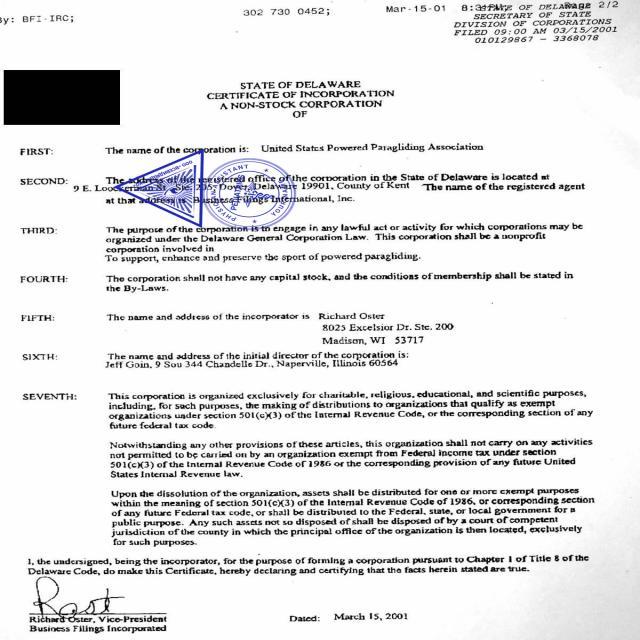 By: BFI-IRC;
302 730 0452;
Mar-15-01 8:31PM; Page 2/2
STATE OF DELAWARE
SECRETARY OF STATE
DIVISION OF CORPORATIONS
FILED 09:00 AM 03/15/2001
010129867 – 3368078
STATE OF DELAWARE
CERTIFICATE OF INCORPORATION
A NON-STOCK CORPORATION
OF
FIRST: The name of the corporation is: United States Powered Paragliding Association
SECOND: The address of the registered office of the corporation in the State of Delaware is located at
9 E. Loockerman St., Ste. 205 Dover, Delaware 19901, County of Kent The name of the registered agent
at that address is Business Filings International, Inc.
PHYSICIAN ASSISTANT
THIRD: The purpose of the corporation is to engage in any lawful act or activity for which corporations may be
organized under the Delaware General Corporation Law. This corporation shall be a nonprofit
corporation involved in
To support, enhance and preserve the sport of powered paragliding.
FOURTH: The corporation shall not have any capital stock, and the conditions of membership shall be stated in
the By-Laws.
FIFTH: The name and address of the incorporator is Richard Oster
8025 Excelsior Dr. Ste. 200
Madison, WI 53717
SIXTH: The name and address of the initial director of the corporation is:
Jeff Goin, 9 Sou 344 Chandelle Dr., Naperville, Illinois 60564
SEVENTH: This corporation is organized exclusively for charitable, religious, educational, and scientific purposes,
including, for such purposes, the making of distributions to organizations that qualify as exempt
organizations under section 501(c)(3) of the Internal Revenue Code, or the corresponding section of any
future federal tax code.
Notwithstanding any other provisions of these articles, this organization shall not carry on any activities
not permitted to be carried on by an organization exempt from Federal income tax under section
501(c)(3) of the Internal Revenue Code of 1986 or the corresponding provision of any future United
States Internal Revenue law.
Upon the dissolution of the organization, assets shall be distributed for one or more exempt purposes
within the meaning of section 501(c)(3) of the Internal Revenue Code of 1986, or corresponding section
of any future Federal tax code, or shall be distributed to the Federal, state, or local government for a
public purpose. Any such assets not so disposed of shall be disposed of by a court of competent
jurisdiction of the county in which the principal office of the organization is then located, exclusively
for such purposes.
I, the undersigned, being the incorporator, for the purpose of forming a corporation pursuant to Chapter 1 of Title 8 of the
Delaware Code, do make this Certificate, hereby declaring and certifying that the facts herein stated are true.
Richard Oster, Vice-President
Business Filings Incorporated
Dated: March 15, 2001